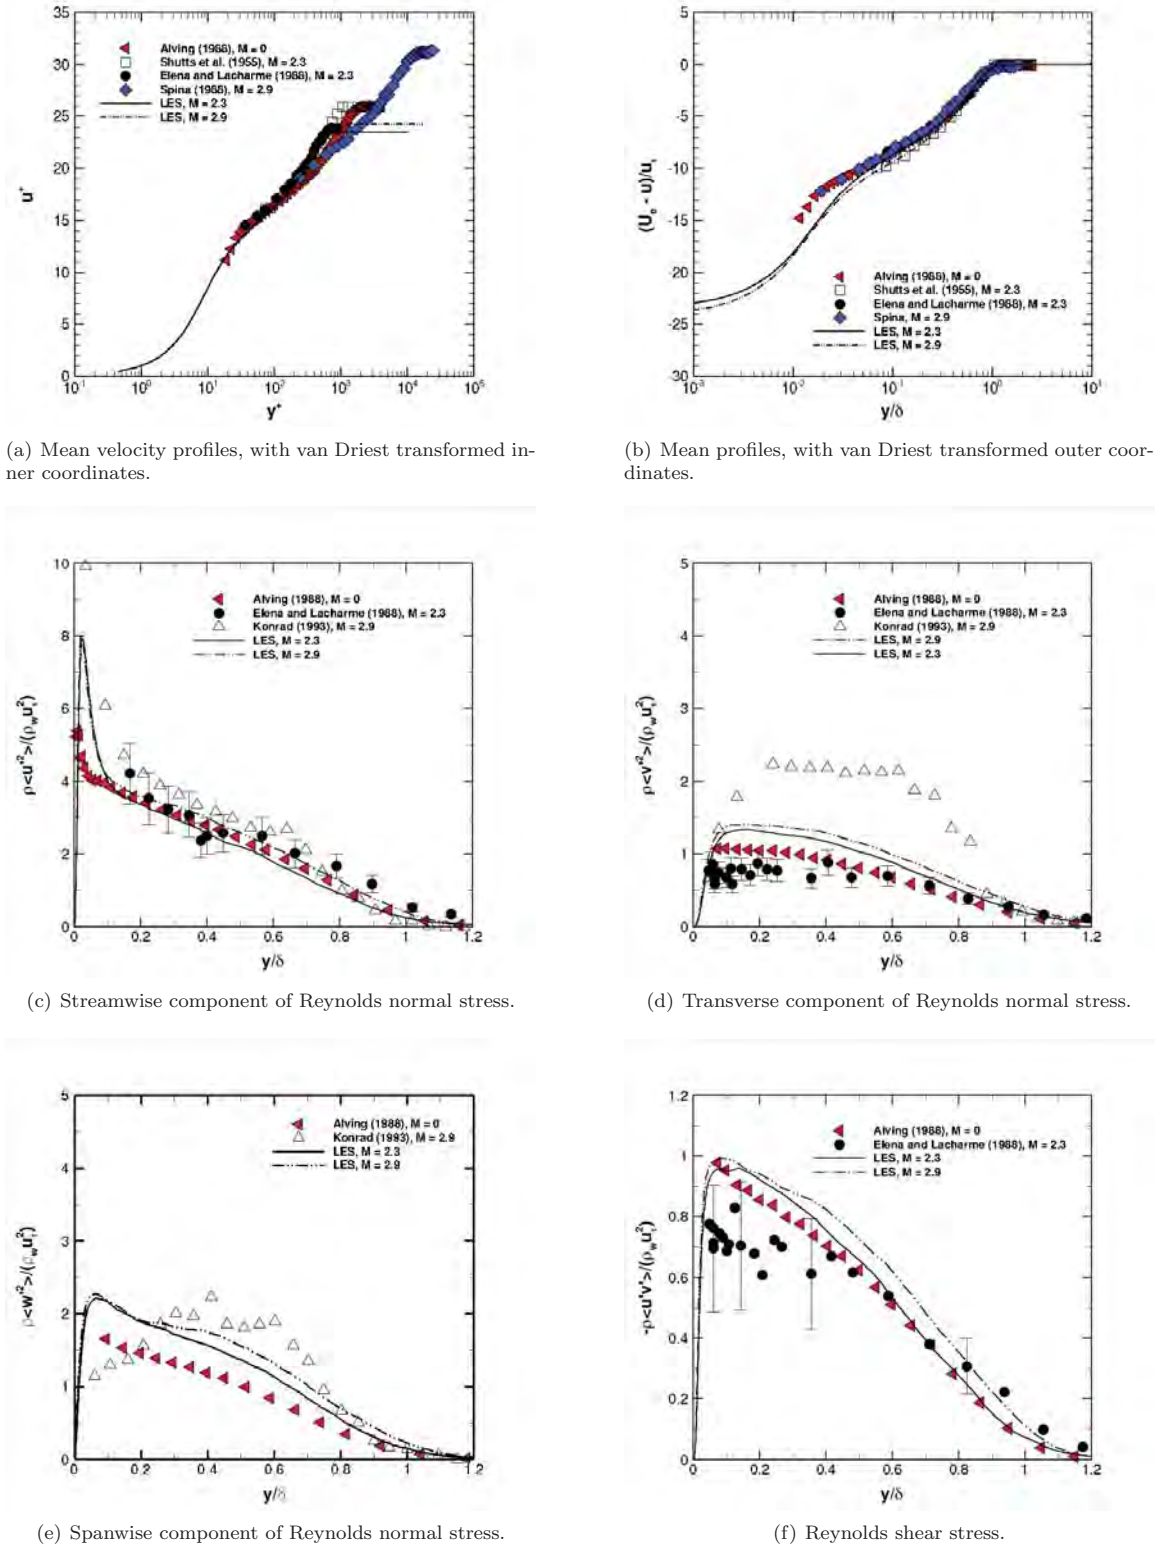 35
30
25
20
15
10
5
0
u⁺
Alving (1988), M = 0
Shutts et al. (1955), M = 2.3
Elena and Lacharme (1988), M = 2.3
Spina (1988), M = 2.9
LES, M = 2.3
LES, M = 2.9
10⁻¹ 10⁰ 10¹ 10² 10³ 10⁴ 10⁵
y⁺
(a) Mean velocity profiles, with van Driest transformed in-
ner coordinates.
5
0
-5
-10
-15
-20
-25
-30
Alving (1988), M = 0
Shutts et al. (1955), M = 2.3
Elena and Lacharme (1988), M = 2.3
Spina, M = 2.9
LES, M = 2.3
LES, M = 2.9
10⁻³ 10⁻² 10⁻¹ 10⁰ 10¹
y/δ
(b) Mean profiles, with van Driest transformed outer coor-
dinates.
10
8
6
4
2
0
ρ<u"²>/(ρ_w u_τ²)
Alving (1988), M = 0
Elena and Lacharme (1988), M = 2.3
Konrad (1993), M = 2.9
LES, M = 2.3
LES, M = 2.9
0 0.2 0.4 0.6 0.8 1 1.2
y/δ
(c) Streamwise component of Reynolds normal stress.
5
4
3
2
1
0
ρ<v"²>/(ρ_w u_τ²)
Alving (1988), M = 0
Elena and Lacharme (1988), M = 2.3
Konrad (1993), M = 2.9
LES, M = 2.9
LES, M = 2.3
0 0.2 0.4 0.6 0.8 1 1.2
y/δ
(d) Transverse component of Reynolds normal stress.
5
4
3
2
1
0
Alving (1988), M = 0
Konrad (1993), M = 2.9
LES, M = 2.3
LES, M = 2.9
0 0.2 0.4 0.6 0.8 1 1.2
y/δ
(e) Spanwise component of Reynolds normal stress.
1.2
1
0.8
0.6
0.4
0.2
0
-ρ<u"v">/(ρ_w u_τ²)
Alving (1988), M = 0
Elena and Lacharme (1988), M = 2.3
LES, M = 2.3
LES, M = 2.9
0 0.2 0.4 0.6 0.8 1 1.2
y/δ
(f) Reynolds shear stress.